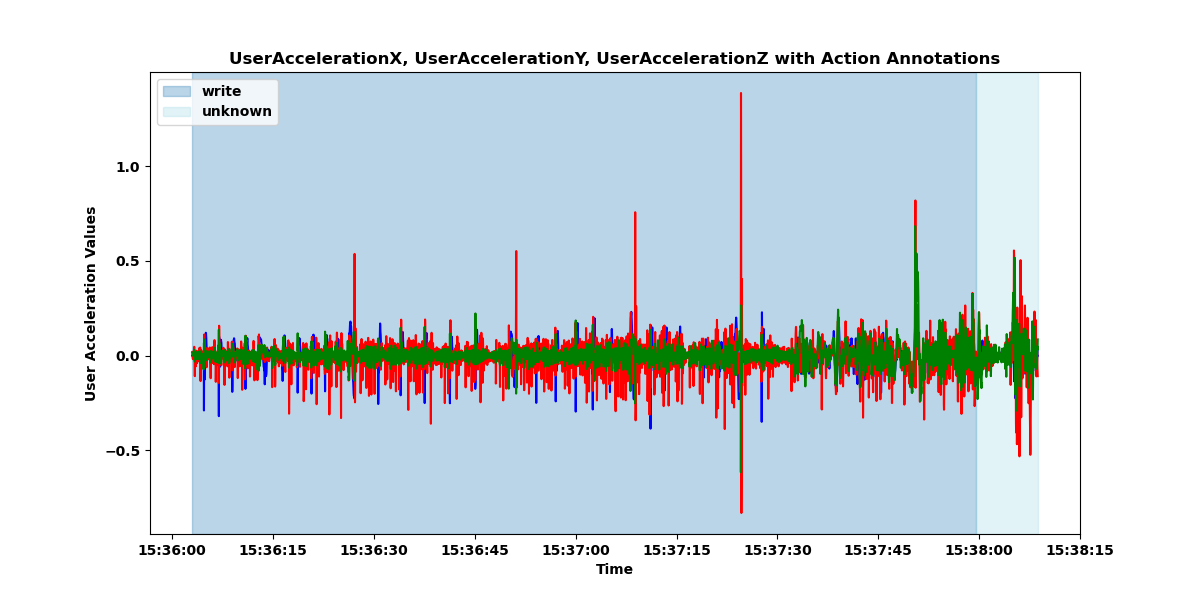 UserAccelerationX, UserAccelerationY, UserAccelerationZ with Action Annotations
write
unknown
1.0
0.5
0.0
−0.5
User Acceleration Values
15:36:00 15:36:15 15:36:30 15:36:45 15:37:00 15:37:15 15:37:30 15:37:45 15:38:00 15:38:15
Time